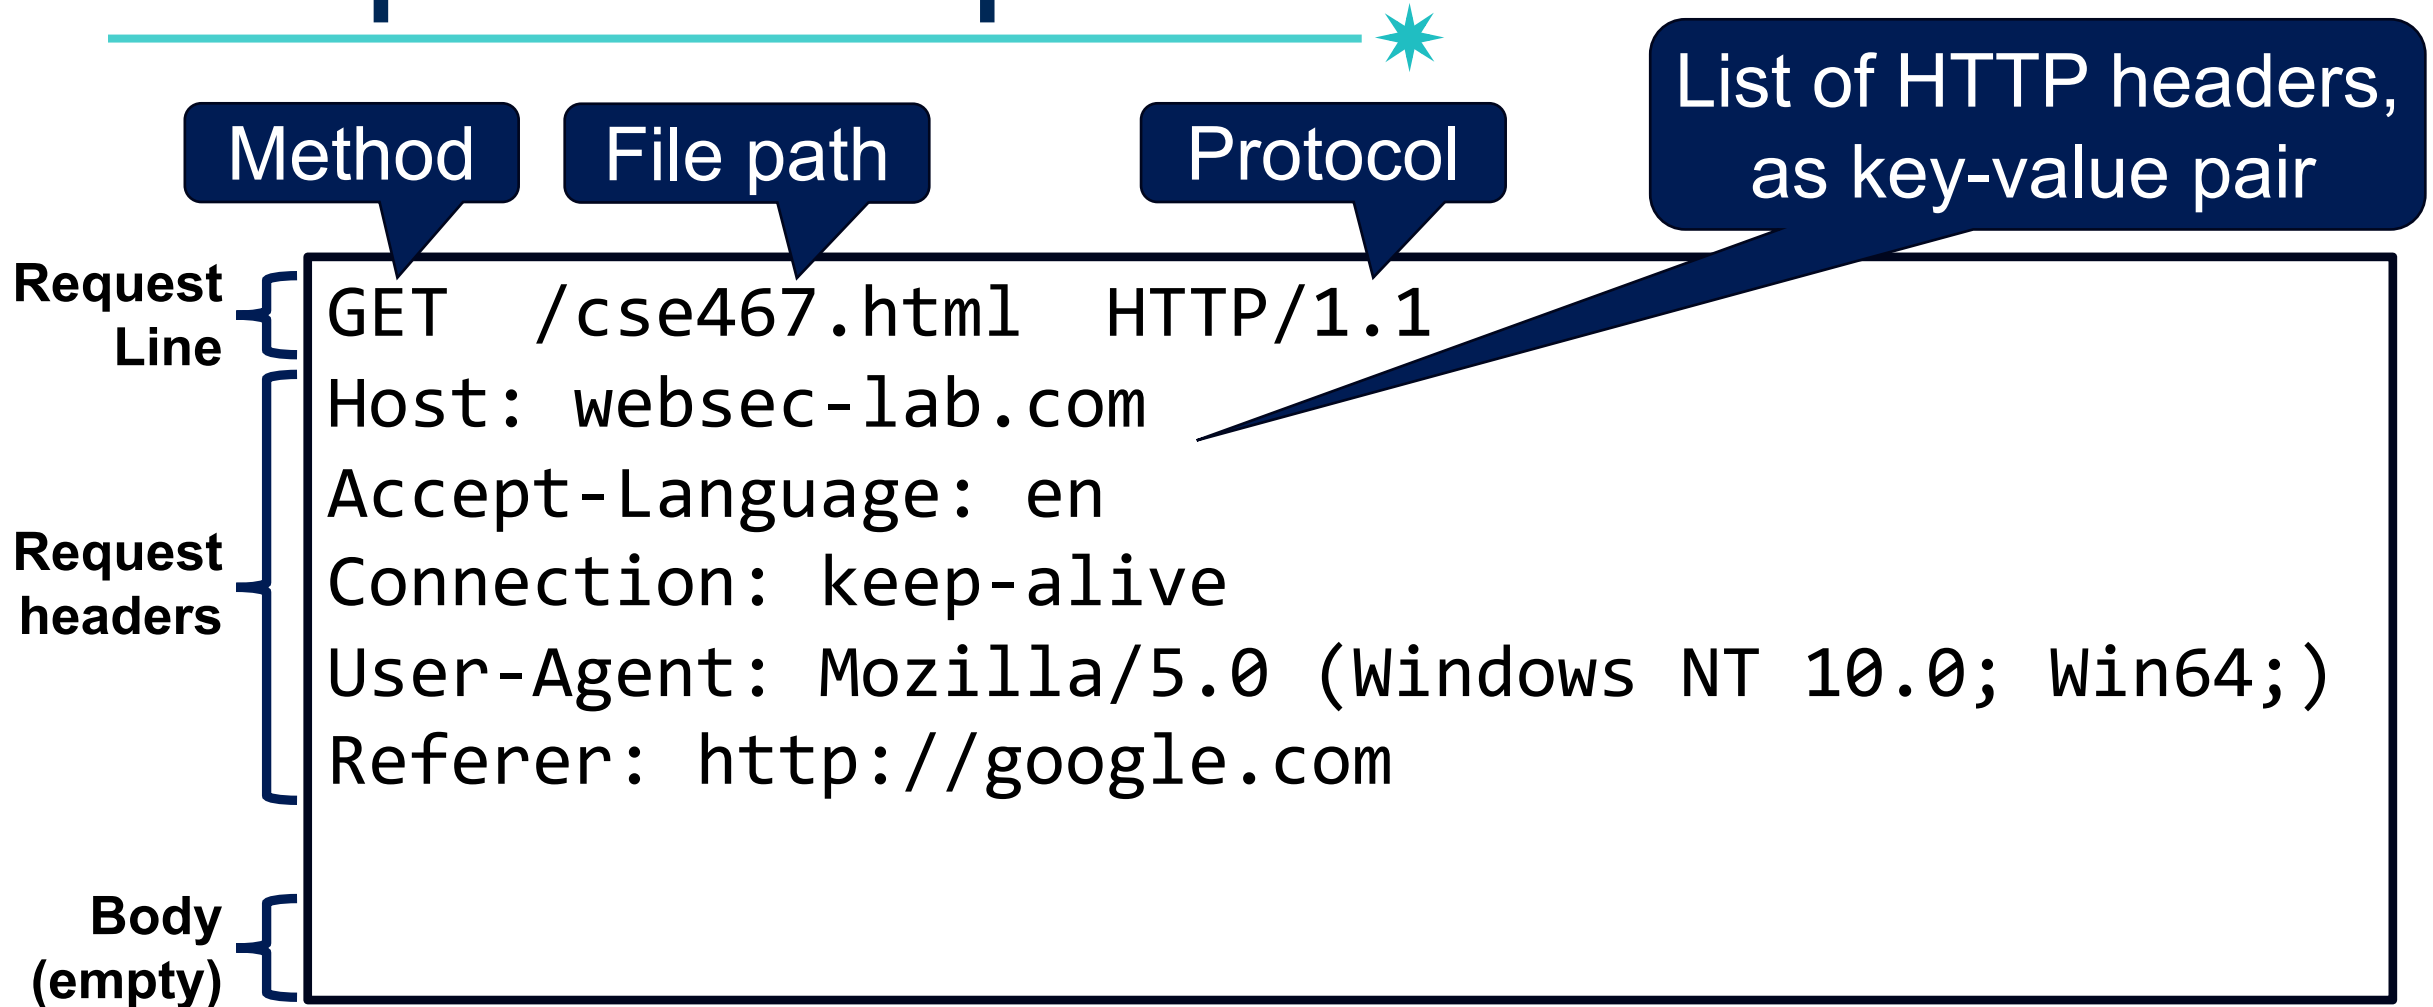 Method
File path
Protocol
List of HTTP headers,
as key-value pair
Request
Line
GET /cse467.html HTTP/1.1
Request
headers
Host: websec-lab.com
Accept-Language: en
Connection: keep-alive
User-Agent: Mozilla/5.0 (Windows NT 10.0; Win64;)
Referer: http://google.com
Body
(empty)